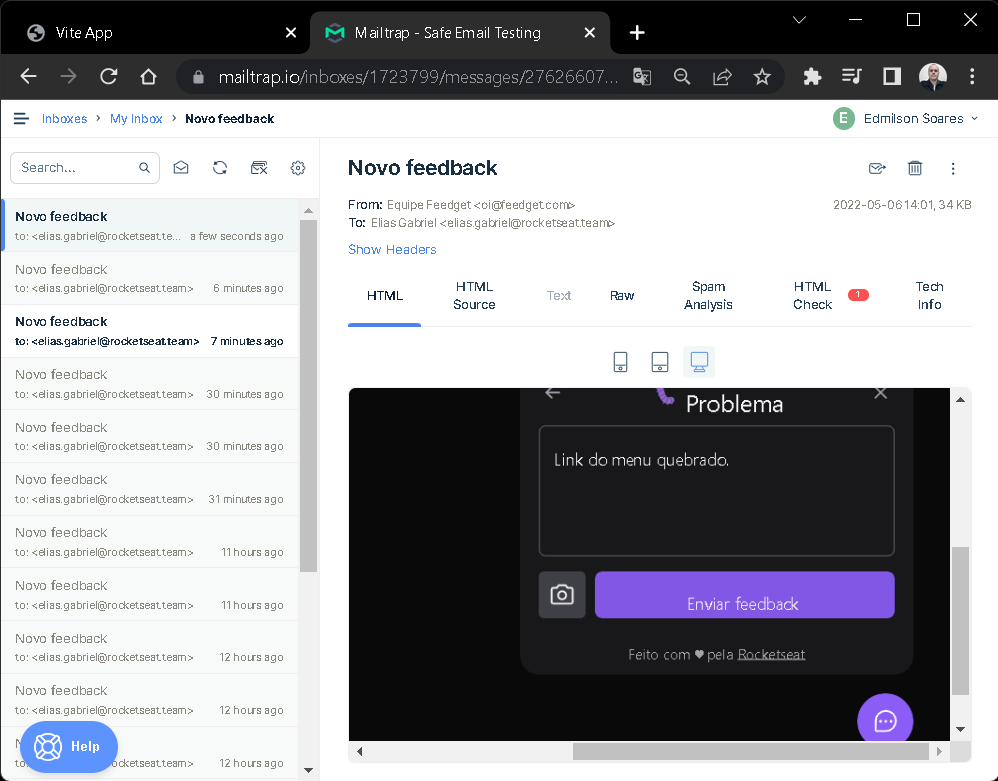 Vite App
Mailtrap - Safe Email Testing
mailtrap.io/inboxes/1723799/messages/27626607...
Inboxes > My Inbox > Novo feedback
E Edmilson Soares
Search...
Novo feedback
to: <elias.gabriel@rocketseat.te... a few seconds ago
Novo feedback
to: <elias.gabriel@rocketseat.team> 6 minutes ago
Novo feedback
to: <elias.gabriel@rocketseat.team> 7 minutes ago
Novo feedback
to: <elias.gabriel@rocketseat.team> 30 minutes ago
Novo feedback
to: <elias.gabriel@rocketseat.team> 30 minutes ago
Novo feedback
to: <elias.gabriel@rocketseat.team> 31 minutes ago
Novo feedback
to: <elias.gabriel@rocketseat.team> 11 hours ago
Novo feedback
to: <elias.gabriel@rocketseat.team> 11 hours ago
Novo feedback
to: <elias.gabriel@rocketseat.team> 12 hours ago
Novo feedback
to: <elias.gabriel@rocketseat.team> 12 hours ago
12 hours ago
Help
Novo feedback
From: Equipe Feedget <oi@feedget.com>
2022-05-06 14:01, 34 KB
To: Elias Gabriel <elias.gabriel@rocketseat.team>
Show Headers
HTML
HTML Source
Text
Raw
Spam Analysis
HTML Check 1
Tech Info
Problema
Link do menu quebrado.
Enviar feedback
Feito com ♥ pela Rocketseat